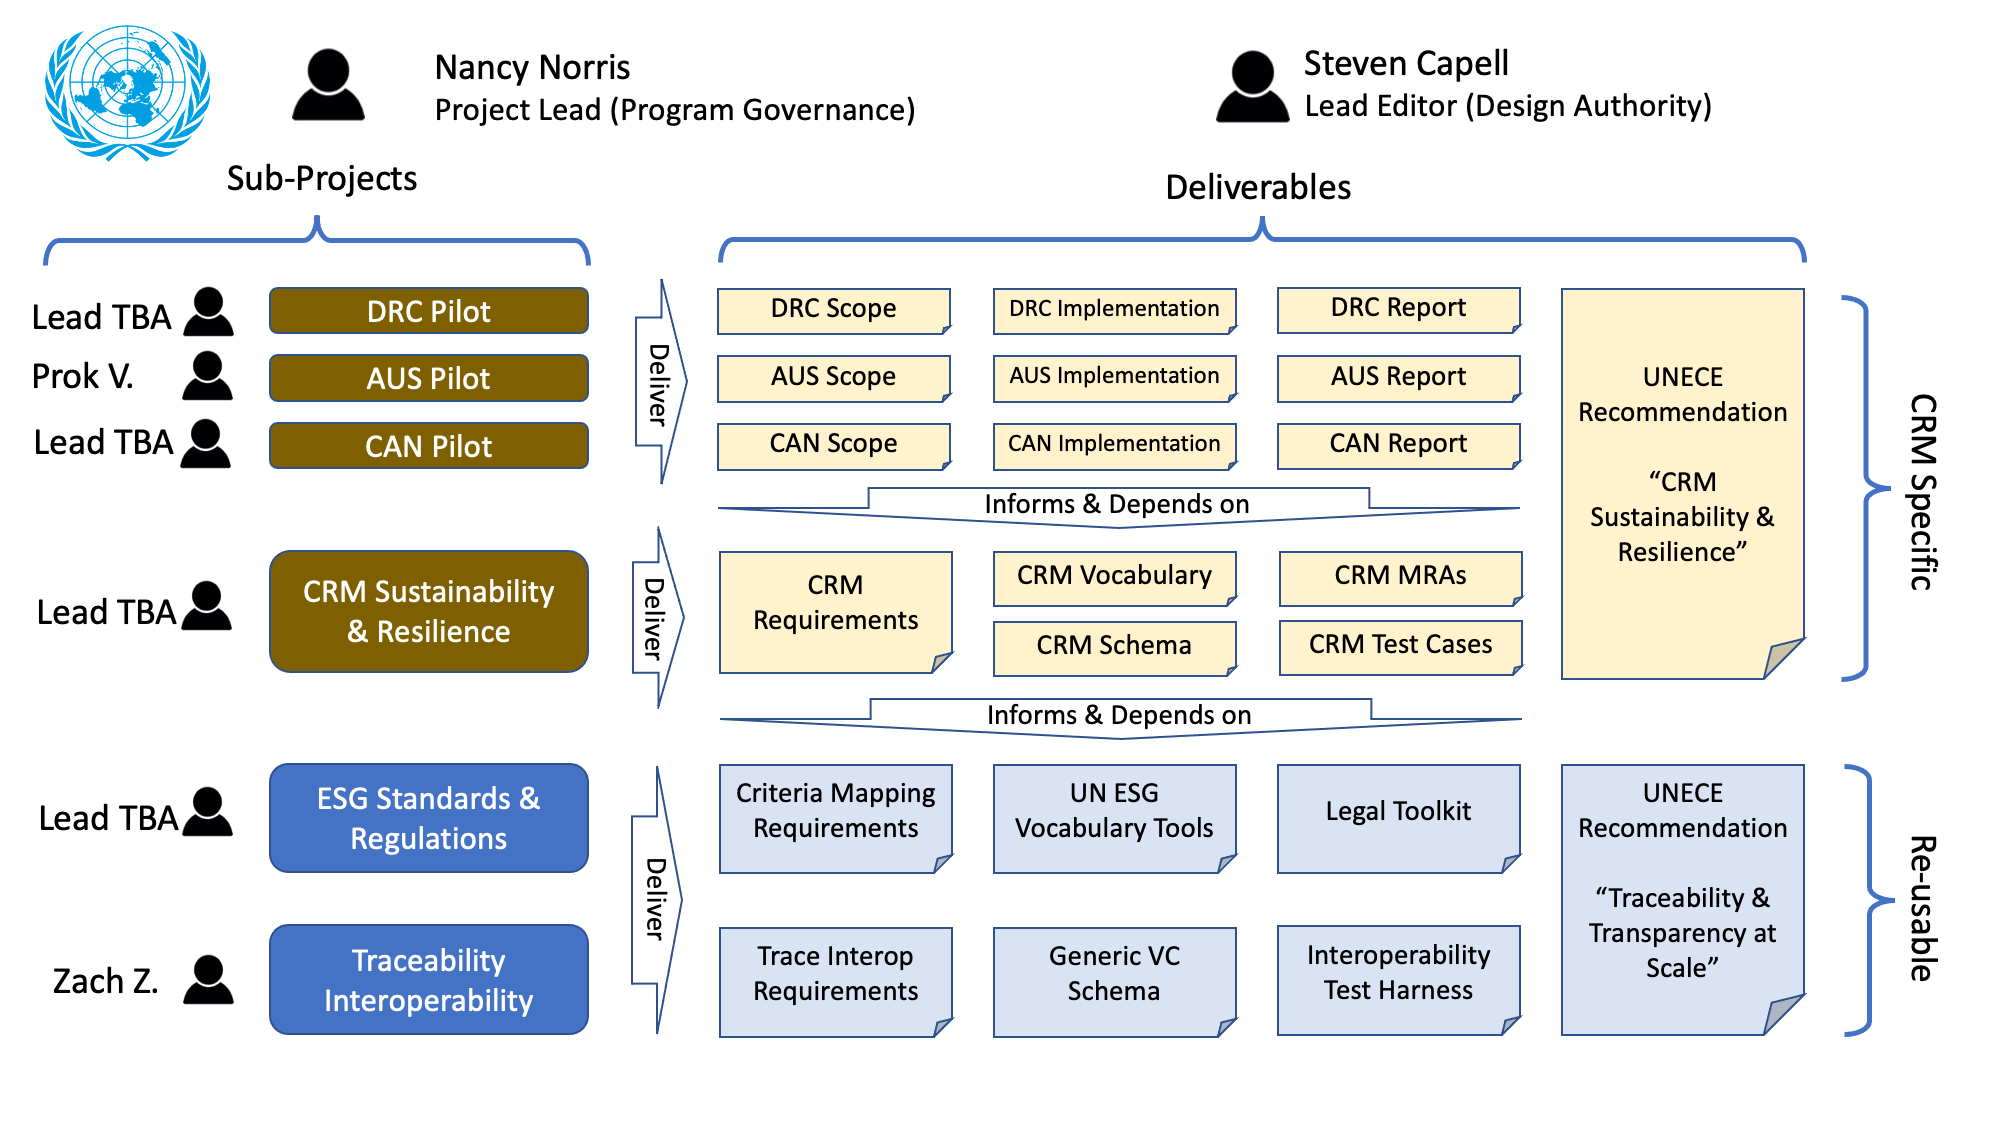 Nancy Norris
Project Lead (Program Governance)
Steven Capell
Lead Editor (Design Authority)
Sub-Projects
Deliverables
Lead TBA
DRC Pilot
Prok V.
AUS Pilot
Lead TBA
CAN Pilot
Deliver
DRC Scope
DRC Implementation
DRC Report
AUS Scope
AUS Implementation
AUS Report
CAN Scope
CAN Implementation
CAN Report
Informs & Depends on
UNECE
Recommendation
“CRM
Sustainability &
Resilience”
CRM Specific
Lead TBA
CRM Sustainability
& Resilience
Deliver
CRM
Requirements
CRM Vocabulary
CRM Schema
CRM MRAs
CRM Test Cases
Informs & Depends on
Lead TBA
ESG Standards &
Regulations
Zach Z.
Traceability
Interoperability
Deliver
Criteria Mapping
Requirements
UN ESG
Vocabulary Tools
Legal Toolkit
Trace Interop
Requirements
Generic VC
Schema
Interoperability
Test Harness
UNECE
Recommendation
“Traceability &
Transparency at
Scale”
Re-usable